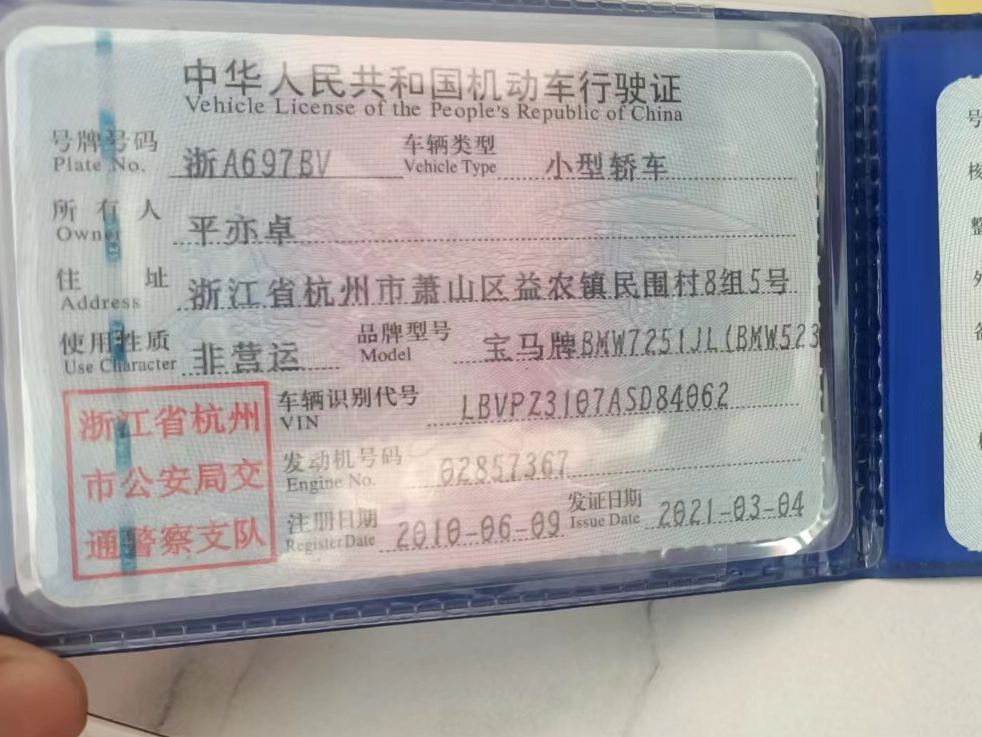 中华人民共和国机动车行驶证
Vehicle License of the People's Republic of China
号牌号码 浙A697BV 车辆类型 小型轿车
Plate No. Vehicle Type
所有人 平亦卓
Owner
住址 浙江省杭州市萧山区益农镇民围村8组5号
Address
使用性质 非营运 品牌型号 宝马牌BMW7251JL(BMW523
Use Character Model
浙江省杭州
市公安局交
通警察支队
车辆识别代号 LBVPZ3107ASD84062
VIN
发动机号码 02857367
Engine No.
注册日期 2010-06-09 发证日期 2021-03-04
Register Date Issue Date
号
核
整
外